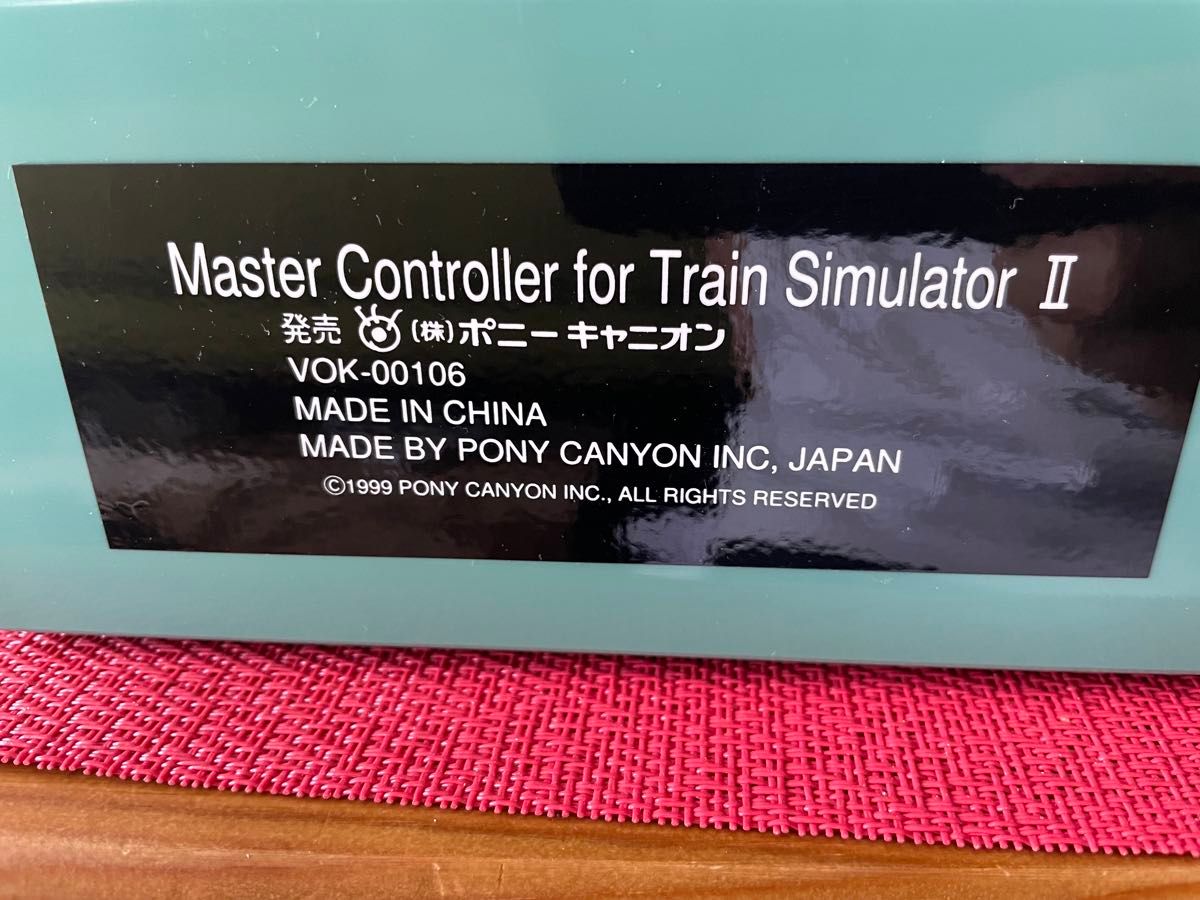 Master Controller for Train Simulator Ⅱ
発売 (株)ポニーキャニオン
VOK-00106
MADE IN CHINA
MADE BY PONY CANYON INC, JAPAN
©1999 PONY CANYON INC., ALL RIGHTS RESERVED